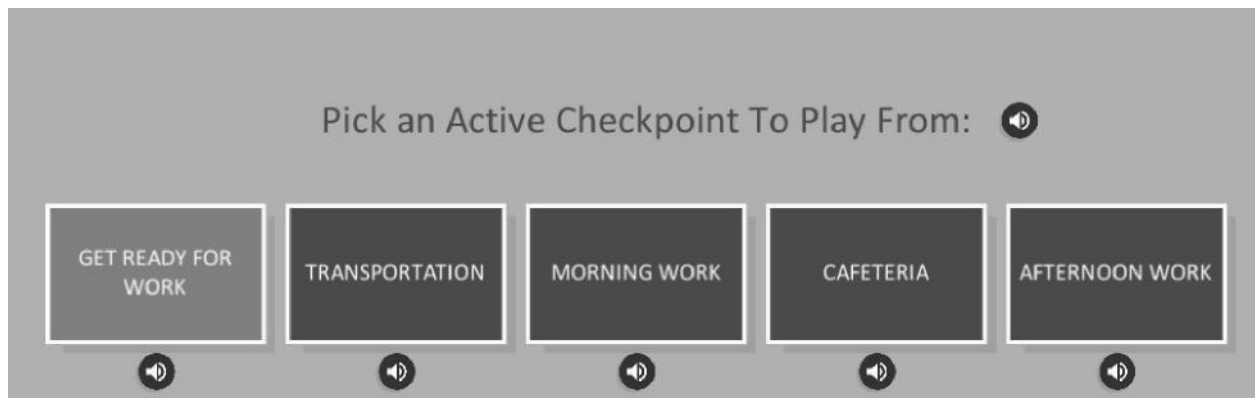 Pick an Active Checkpoint To Play From:
GET READY FOR
WORK
TRANSPORTATION
MORNING WORK
CAFETERIA
AFTERNOON WORK